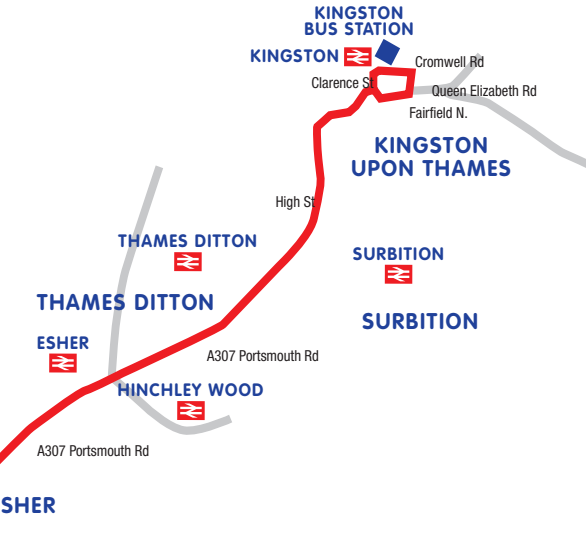 KINGSTON
BUS STATION
KINGSTON
Cromwell Rd
Clarence St
Queen Elizabeth Rd
Fairfield N.
KINGSTON
UPON THAMES
High St
THAMES DITTON
SURBITION
THAMES DITTON
SURBITION
ESHER
A307 Portsmouth Rd
HINCHLEY WOOD
A307 Portsmouth Rd
SHER